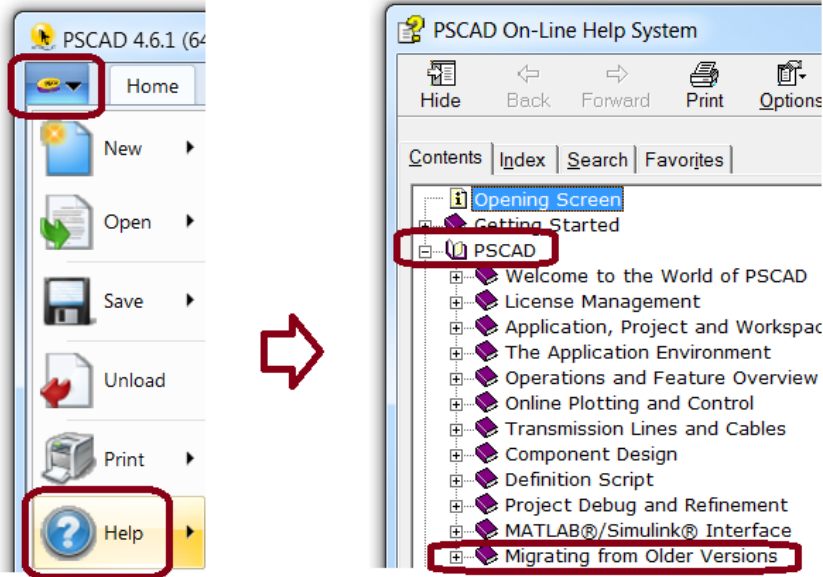 PSCAD 4.6.1 (64
Home
New
Open
Save
Unload
Print
Help
PSCAD On-Line Help System
Hide Back Forward Print Options
Contents Index Search Favorites
Opening Screen
Getting Started
PSCAD
Welcome to the World of PSCAD
License Management
Application, Project and Workspac
The Application Environment
Operations and Feature Overview
Online Plotting and Control
Transmission Lines and Cables
Component Design
Definition Script
Project Debug and Refinement
MATLAB®/Simulink® Interface
Migrating from Older Versions